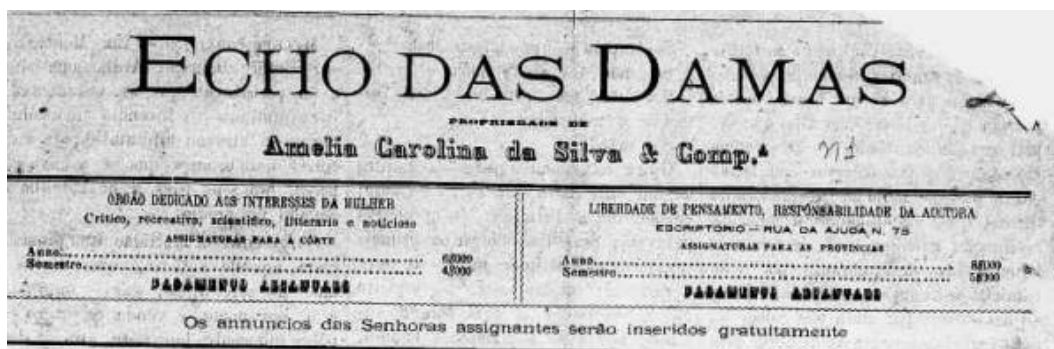 ECHO DAS DAMAS
PROPRIEDADE DE
Amelia Carolina da Silva & Comp.ᴬ n1
ORGÃO DEDICADO AOS INTERESSES DA MULHER
Critico, recreativo, scientifico, litterario e noticioso
ASSIGNATURAS PARA A CÔRTE
Anno.......... 6$000
Semestre.......... 4$000
PAGAMENTO ADIANTADO
LIBERDADE DE PENSAMENTO, RESPONSABILIDADE DA AUCTORA
ESCRIPTORIO — RUA DA AJUDA N. 75
ASSIGNATURAS PARA AS PROVINCIAS
Anno.......... 8$000
Semestre.......... 5$000
PAGAMENTO ADIANTADO
Os annuncios das Senhoras assignantes serão inseridos gratuitamente